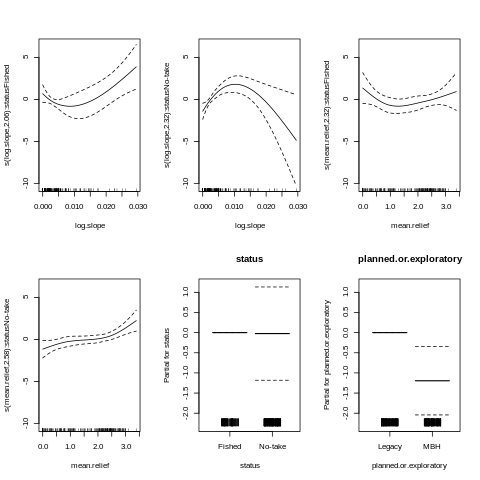 s(log.slope,2.06):statusFished
5
0
-5
-10
0.000 0.010 0.020 0.030
log.slope
s(log.slope,2.32):statusNo-take
5
0
-5
-10
0.000 0.010 0.020 0.030
log.slope
s(mean.relief,2.32):statusFished
5
0
-5
-10
0.0 1.0 2.0 3.0
mean.relief
s(mean.relief,2.58):statusNo-take
5
0
-5
-10
0.0 1.0 2.0 3.0
mean.relief
status
Partial for status
1.0
0.5
0.0
-0.5
-1.0
-1.5
-2.0
Fished No-take
status
planned.or.exploratory
Partial for planned.or.exploratory
1.0
0.5
0.0
-0.5
-1.0
-1.5
-2.0
Legacy MBH
planned.or.exploratory